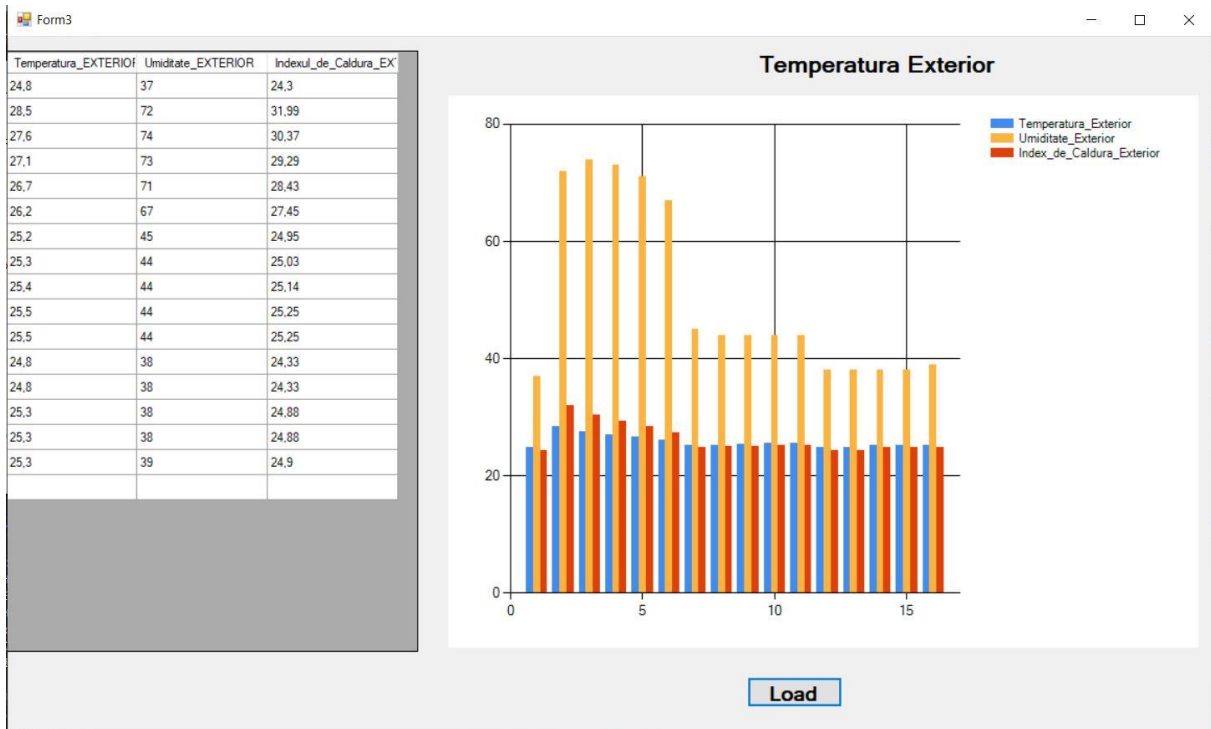 Form3
Temperatura_EXTERIOF Umiditate_EXTERIOR Indexul_de_Caldura_EX
24,8 37 24,3
28,5 72 31,99
27,6 74 30,37
27,1 73 29,29
26,7 71 28,43
26,2 67 27,45
25,2 45 24,95
25,3 44 25,03
25,4 44 25,14
25,5 44 25,25
25,5 44 25,25
24,8 38 24,33
24,8 38 24,33
25,3 38 24,88
25,3 38 24,88
25,3 39 24,9
Temperatura Exterior
Temperatura_Exterior
Umiditate_Exterior
Index_de_Caldura_Exterior
80
60
40
20
0
0 5 10 15
Load